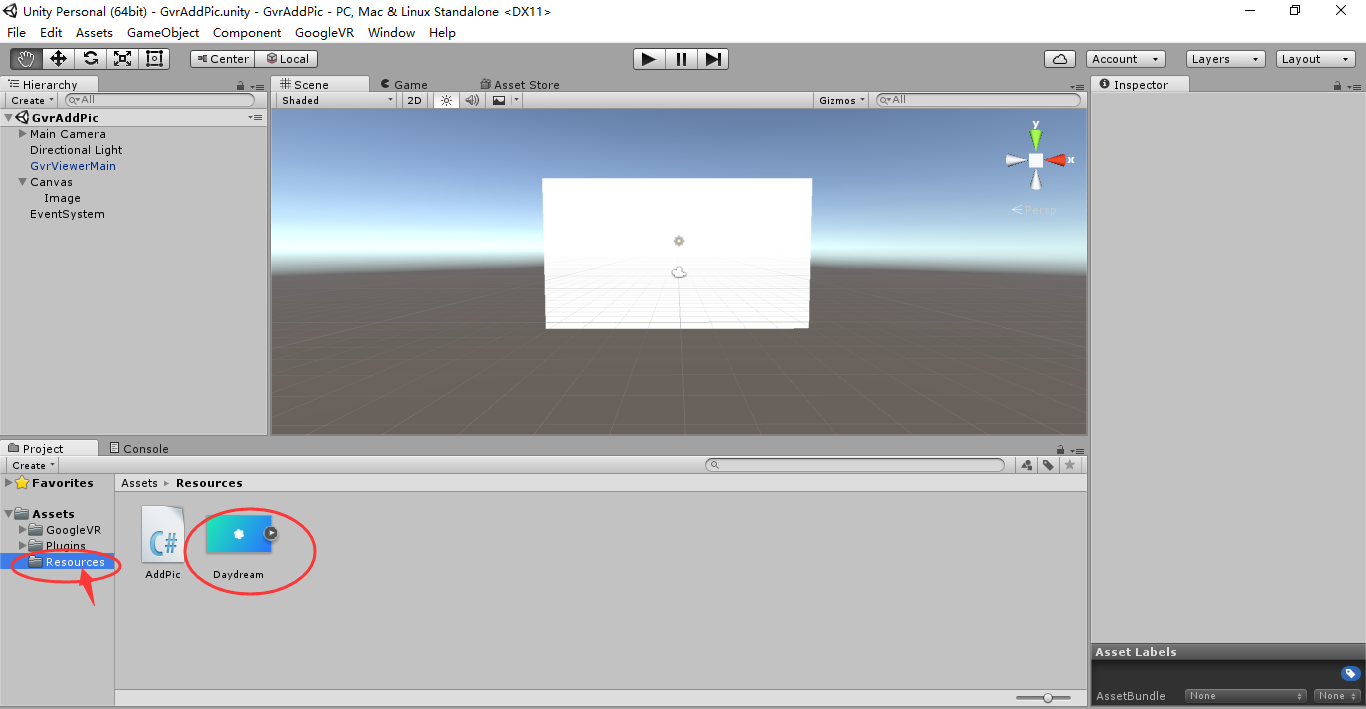 Unity Personal (64bit) - GvrAddPic.unity - GvrAddPic - PC, Mac & Linux Standalone <DX11>
File Edit Assets GameObject Component GoogleVR Window Help
Center Local Account Layers Layout
Hierarchy
Create All
GvrAddPic
Main Camera
Directional Light
GvrViewerMain
Canvas
Image
EventSystem
Scene Game Asset Store
Shaded 2D Gizmos All
y
x
Persp
Inspector
Project Console
Create
Favorites
Assets
GoogleVR
Plugins
Resources
Assets Resources
C#
AddPic Daydream
Asset Labels
AssetBundle None None